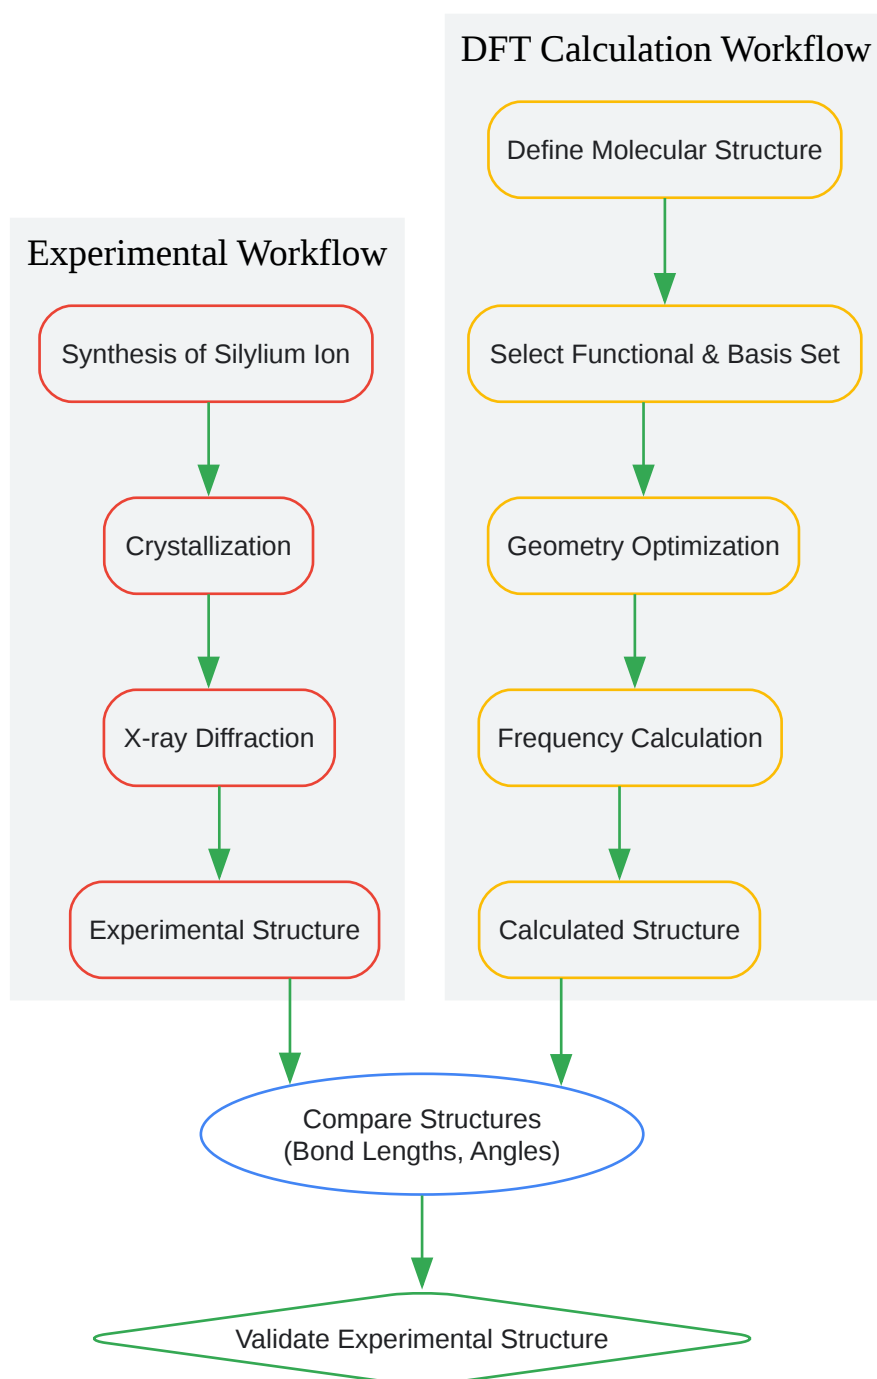 Experimental Workflow
Synthesis of Silylium Ion
Crystallization
X-ray Diffraction
Experimental Structure
DFT Calculation Workflow
Define Molecular Structure
Select Functional & Basis Set
Geometry Optimization
Frequency Calculation
Calculated Structure
Compare Structures
(Bond Lengths, Angles)
Validate Experimental Structure